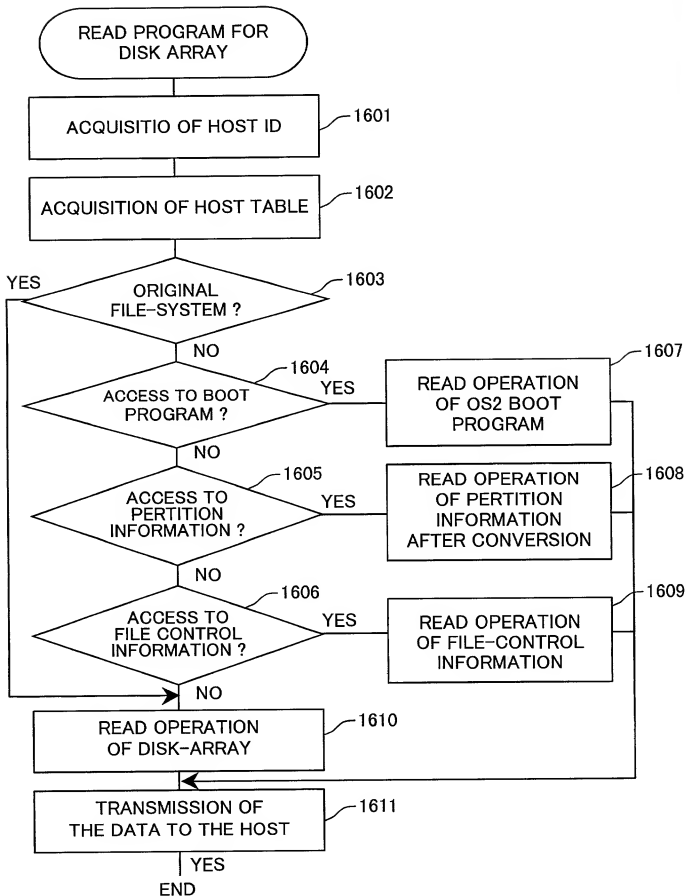 READ PROGRAM FOR
DISK ARRAY
ACQUISITIO OF HOST ID
1601
ACQUISITION OF HOST TABLE
1602
YES
ORIGINAL
FILE-SYSTEM ?
1603
NO
ACCESS TO BOOT
PROGRAM ?
1604
YES
READ OPERATION
OF OS2 BOOT
PROGRAM
1607
NO
ACCESS TO
PERTITION
INFORMATION ?
1605
YES
READ OPERATION
OF PERTITION
INFORMATION
AFTER CONVERSION
1608
NO
ACCESS TO
FILE CONTROL
INFORMATION ?
1606
YES
READ OPERATION
OF FILE-CONTROL
INFORMATION
1609
NO
READ OPERATION
OF DISK-ARRAY
1610
TRANSMISSION OF
THE DATA TO THE HOST
1611
YES
END